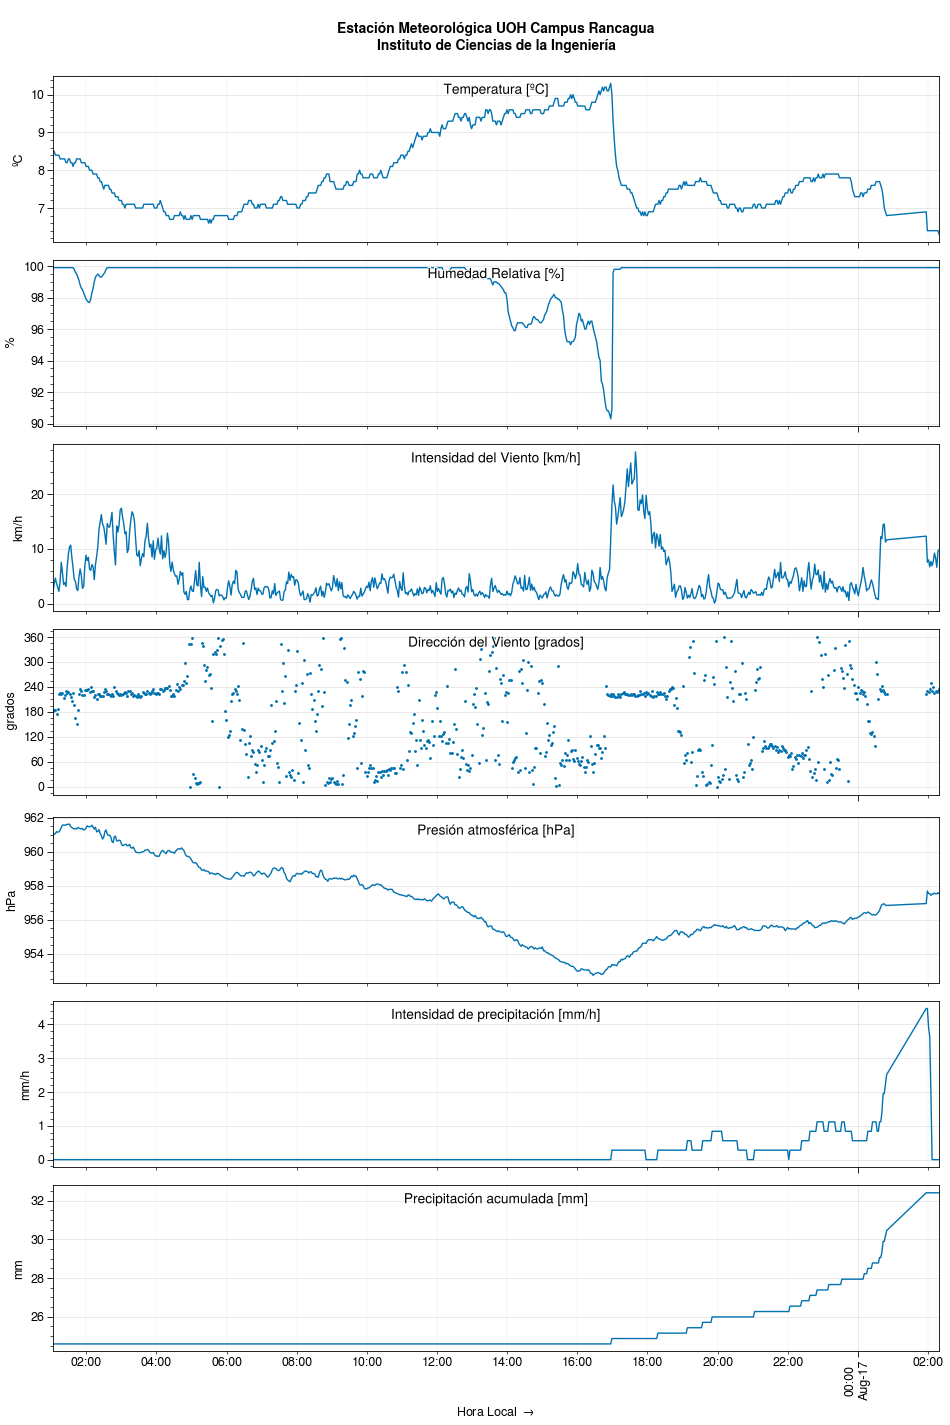 Estación Meteorológica UOH Campus Rancagua
Instituto de Ciencias de la Ingeniería
Temperatura [ºC]
ºC
10
9
8
7
Humedad Relativa [%]
%
100
98
96
94
92
90
Intensidad del Viento [km/h]
km/h
20
10
0
Dirección del Viento [grados]
grados
360
300
240
180
120
60
0
Presión atmosférica [hPa]
hPa
962
960
958
956
954
Intensidad de precipitación [mm/h]
mm/h
4
3
2
1
0
Precipitación acumulada [mm]
mm
32
30
28
26
02:00 04:00 06:00 08:00 10:00 12:00 14:00 16:00 18:00 20:00 22:00 00:00 02:00
Aug-17
Hora Local →